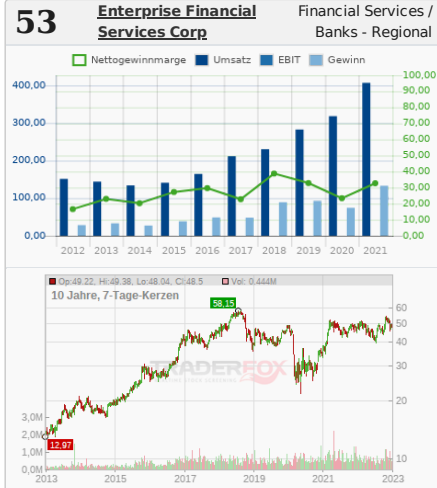 53
Enterprise Financial
Services Corp
Financial Services /
Banks - Regional
Nettogewinnmarge Umsatz EBIT Gewinn
400,00
300,00
200,00
100,00
0,00
100,00
90,00
80,00
70,00
60,00
50,00
40,00
30,00
20,00
10,00
0,00
2012 2013 2014 2015 2016 2017 2018 2019 2020 2021
Op:49.22, Hi:49.38, Lo:48.04, Cl:48.5 Vol: 0,444M
10 Jahre, 7-Tage-Kerzen
58,15
60
50
40
30
20
10
TRADERFOX
3,0M
2,0M
1,0M
0,0M
12,97
2013 2015 2017 2019 2021 2023